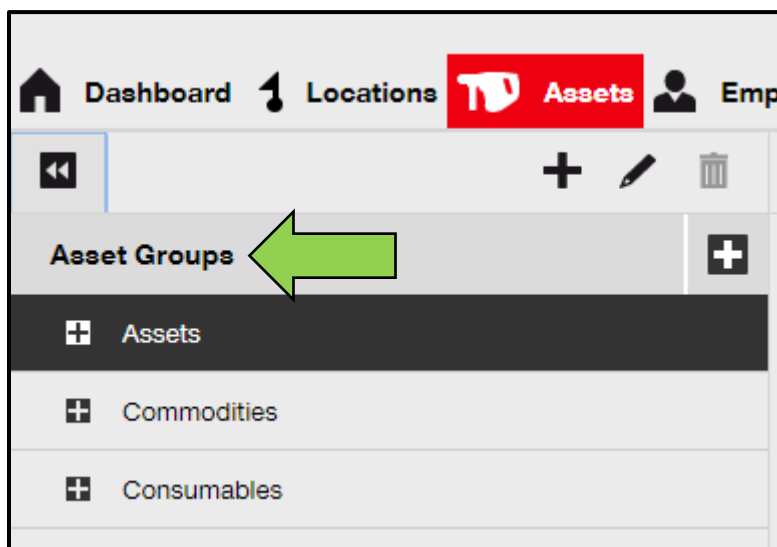 Dashboard Locations Assets Emp
Asset Groups
Assets
Commodities
Consumables